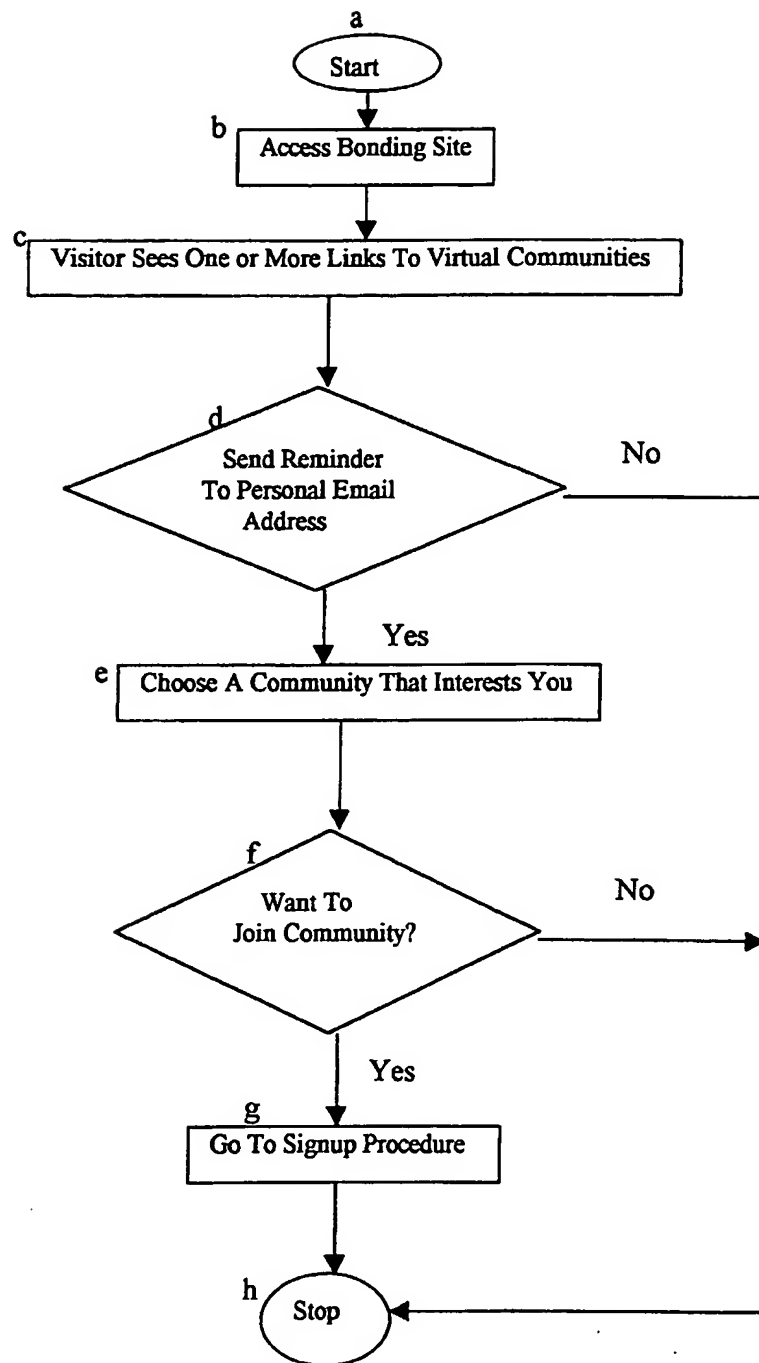 a
Start
b
Access Bonding Site
c
Visitor Sees One or More Links To Virtual Communities
d
Send Reminder
To Personal Email
Address
No
Yes
e
Choose A Community That Interests You
f
Want To
Join Community?
No
Yes
g
Go To Signup Procedure
h
Stop